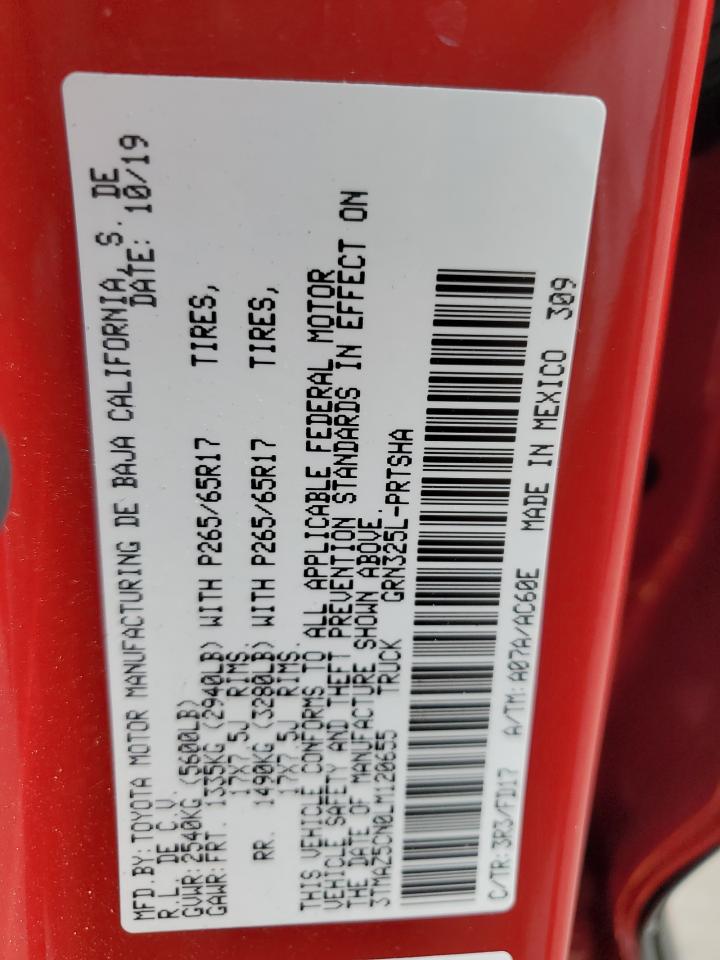 MFD.BY:TOYOTA MOTOR MANUFACTURING DE BAJA CALIFORNIA, S. DE
R.L. DE C.V. DATE: 10/19
GVWR:2540KG (5600LB)
GAWR:FRT. 1335KG (2940LB) WITH P265/65R17 TIRES,
17X7.5J RIMS.
RR. 1490KG (3280LB) WITH P265/65R17 TIRES,
17X7.5J RIMS.
THIS VEHICLE CONFORMS TO ALL APPLICABLE FEDERAL MOTOR
VEHICLE SAFETY AND THEFT PREVENTION STANDARDS IN EFFECT ON
THE DATE OF MANUFACTURE SHOWN ABOVE.
3TMAZ5CN0LM120655 TRUCK GRN325L-PRTSHA
C/TR:3R3/FD17 A/TM:A07A/AC60E MADE IN MEXICO 309